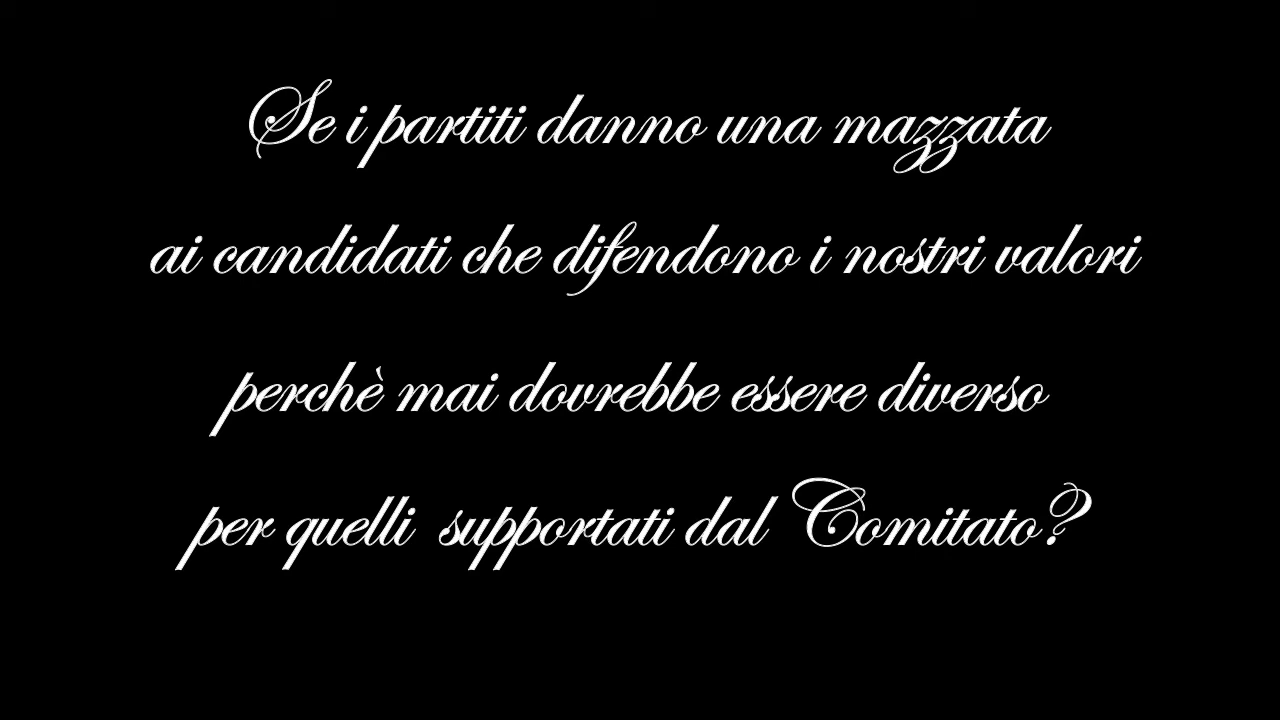 Se i partiti danno una mazzata
ai candidati che difendono i nostri valori
perchè mai dovrebbe essere diverso
per quelli supportati dal Comitato?